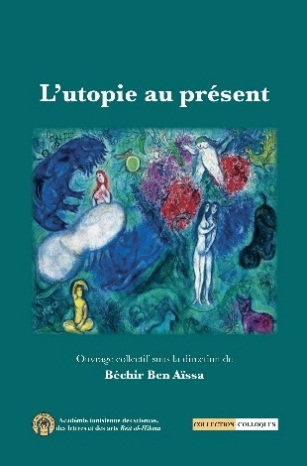 L'utopie au présent
Ouvrage collectif sous la direction de
Béchir Ben Aïssa
Académie tunisienne des sciences,
des lettres et des arts Beït al-Hikma
COLLECTION COLLOQUES